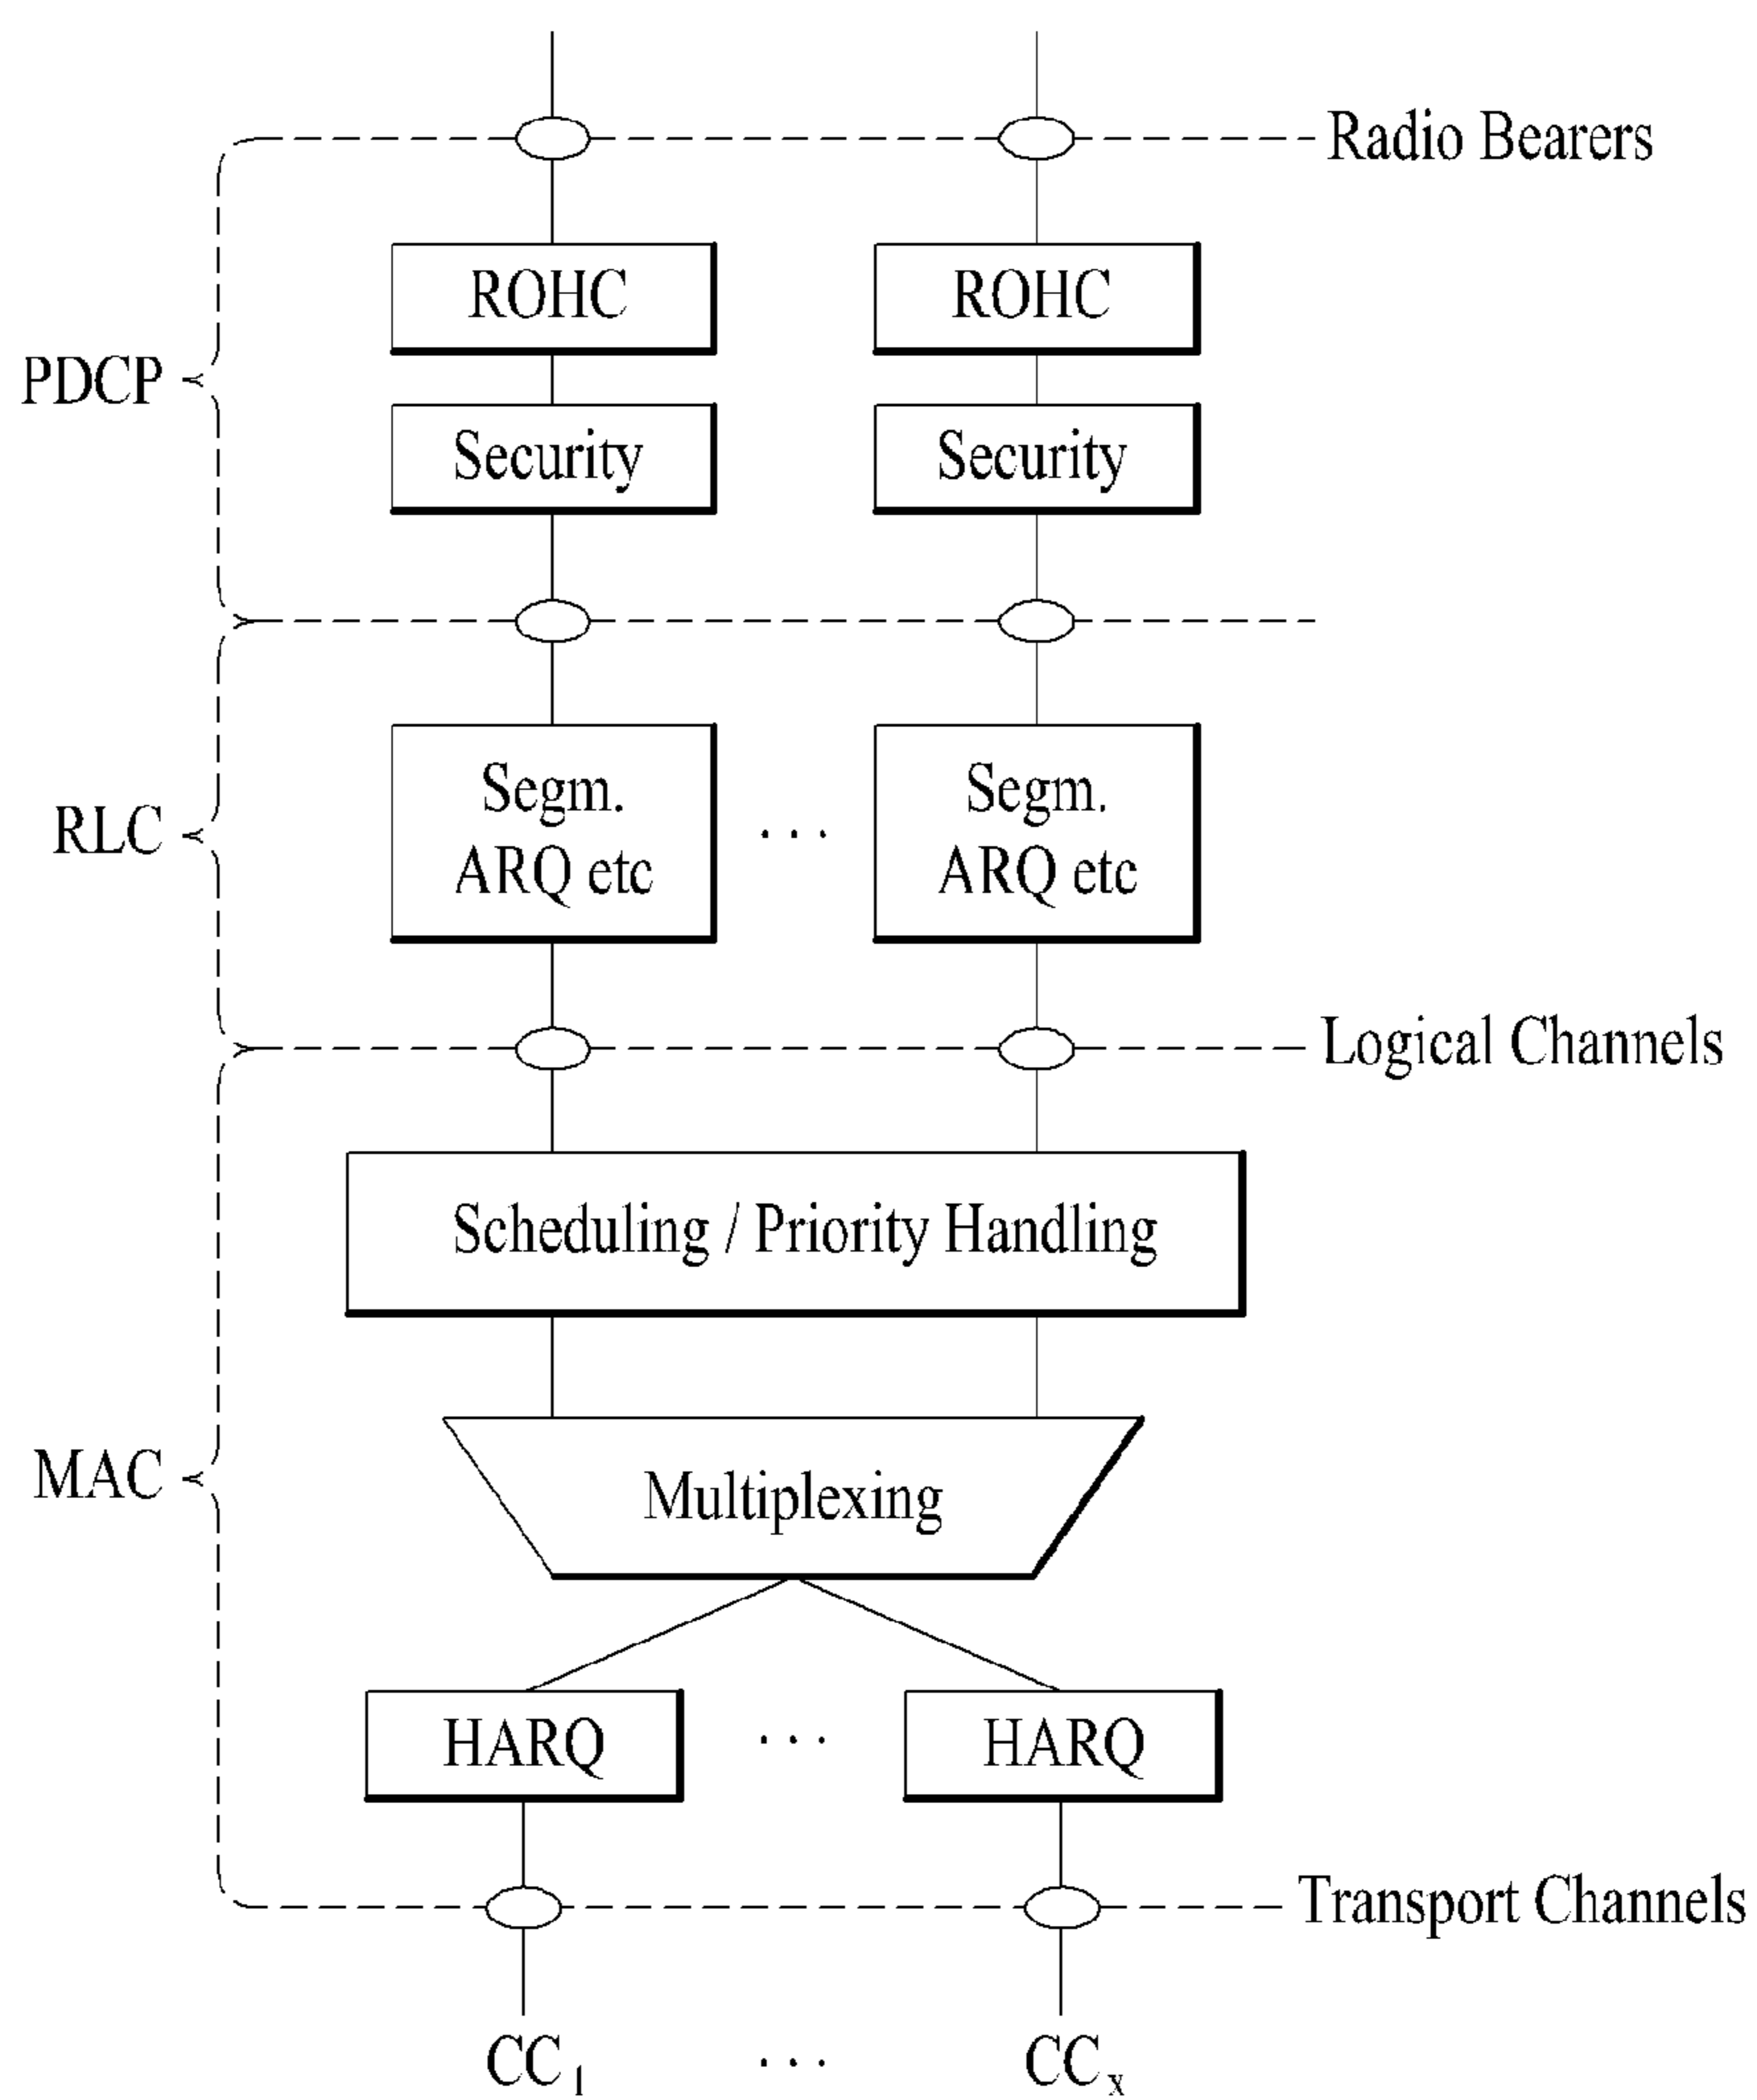 Radio Bearers
ROHC ROHC
PDCP
Security Security
Segm. Segm.
RLC ...
ARQ etc ARQ etc
Logical Channels
Scheduling / Priority Handling
MAC
Multiplexing
HARQ ... HARQ
Transport Channels
CC1 ... CCx